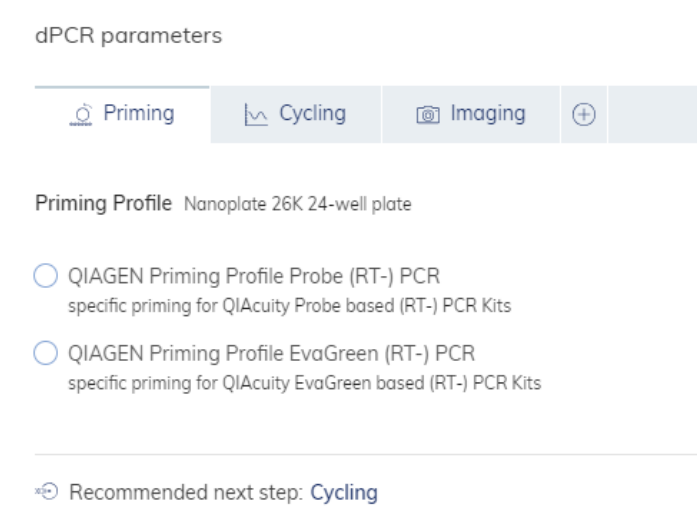 dPCR parameters
Priming Cycling Imaging
Priming Profile Nanoplate 26K 24-well plate
QIAGEN Priming Profile Probe (RT-) PCR
specific priming for QIAcuity Probe based (RT-) PCR Kits
QIAGEN Priming Profile EvaGreen (RT-) PCR
specific priming for QIAcuity EvaGreen based (RT-) PCR Kits
Recommended next step: Cycling